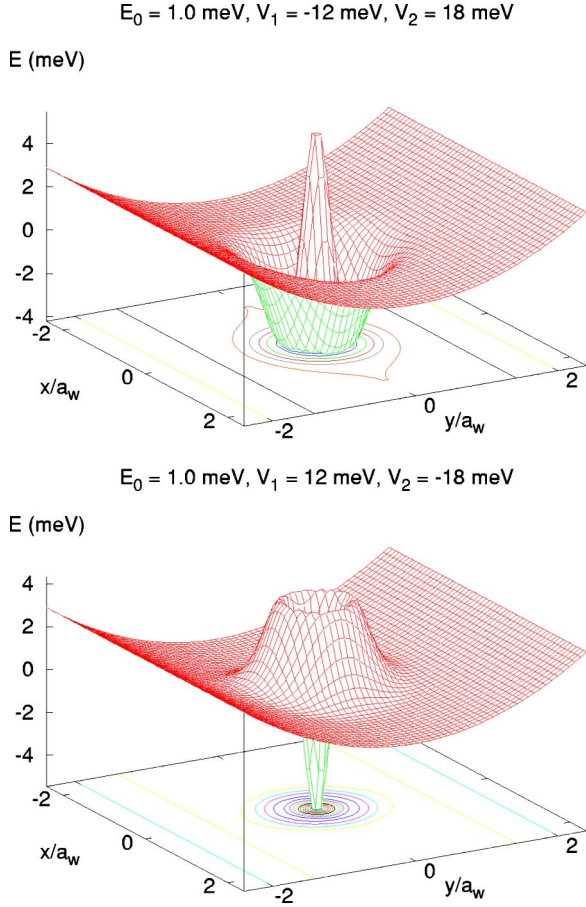 E₀ = 1.0 meV, V₁ = -12 meV, V₂ = 18 meV
E (meV)
4
2
0
-2
-4
-2
0
2
x/a_w
-2
0
2
y/a_w
E₀ = 1.0 meV, V₁ = 12 meV, V₂ = -18 meV
E (meV)
4
2
0
-2
-4
-2
0
2
x/a_w
-2
0
2
y/a_w